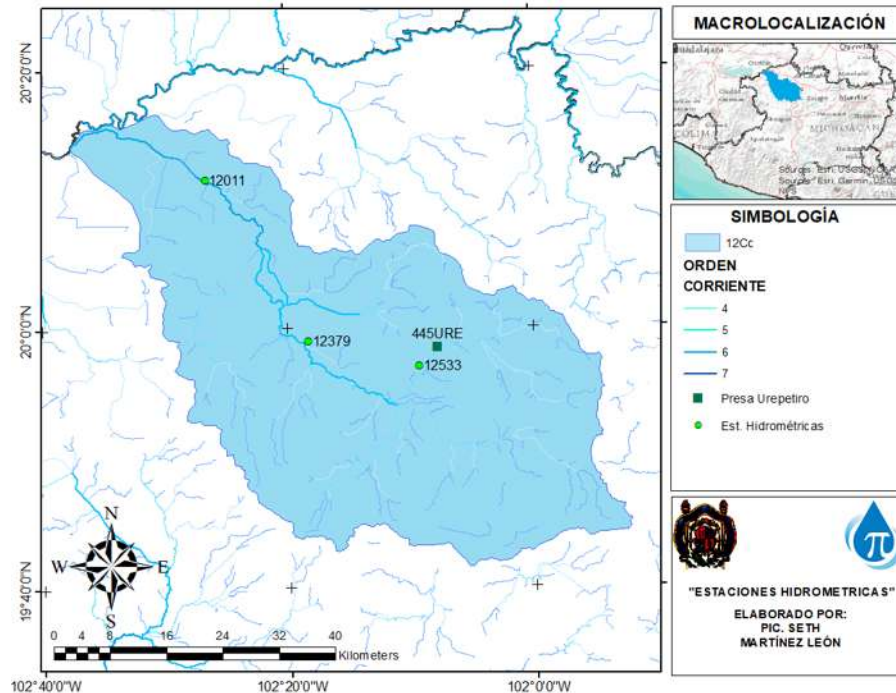 20°20'0"N
20°0'0"N
19°40'0"N
102°40'0"W
102°20'0"W
102°0'0"W
12011
12379
445URE
12533
N
W
E
S
0 4 8 16 24 32 40
Kilometers
MACROLOCALIZACIÓN
COLIMA
MICHOACAN
SIMBOLOGÍA
12Cc
ORDEN
CORRIENTE
4
5
6
7
Presa Urepetiro
Est. Hidrométricas
"ESTACIONES HIDROMETRICAS"
ELABORADO POR:
PIC. SETH
MARTÍNEZ LEÓN